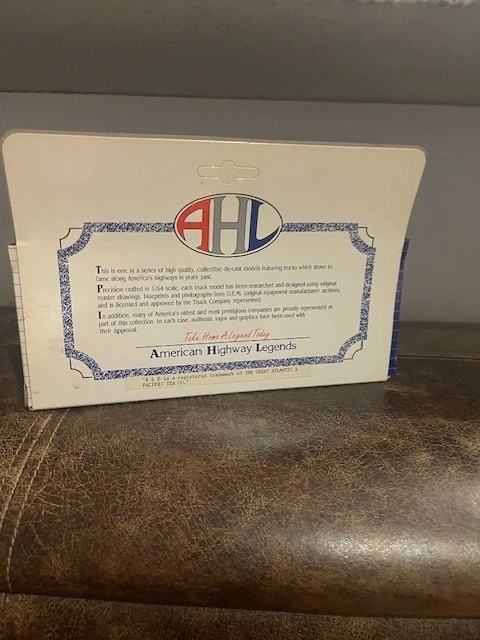 AHL
This is one in a series of high quality, collectible die-cast models featuring trucks which drove to
fame along America's highways in years past.
Precision crafted in 1:64 scale, each truck model has been researched and designed using original
master drawings, blueprints and photographs from O.E.M. (original equipment manufacturer) archives,
and is licensed and approved by the Truck Company represented.
In addition, many of America's oldest and most prestigious companies are proudly represented as
part of this collection. In each case, authentic logos and graphics have been used with
their approval.
Take Home A Legend Today
American Highway Legends
"A & P is a registered trademark of THE GREAT ATLANTIC &
PACIFIC TEA CO."